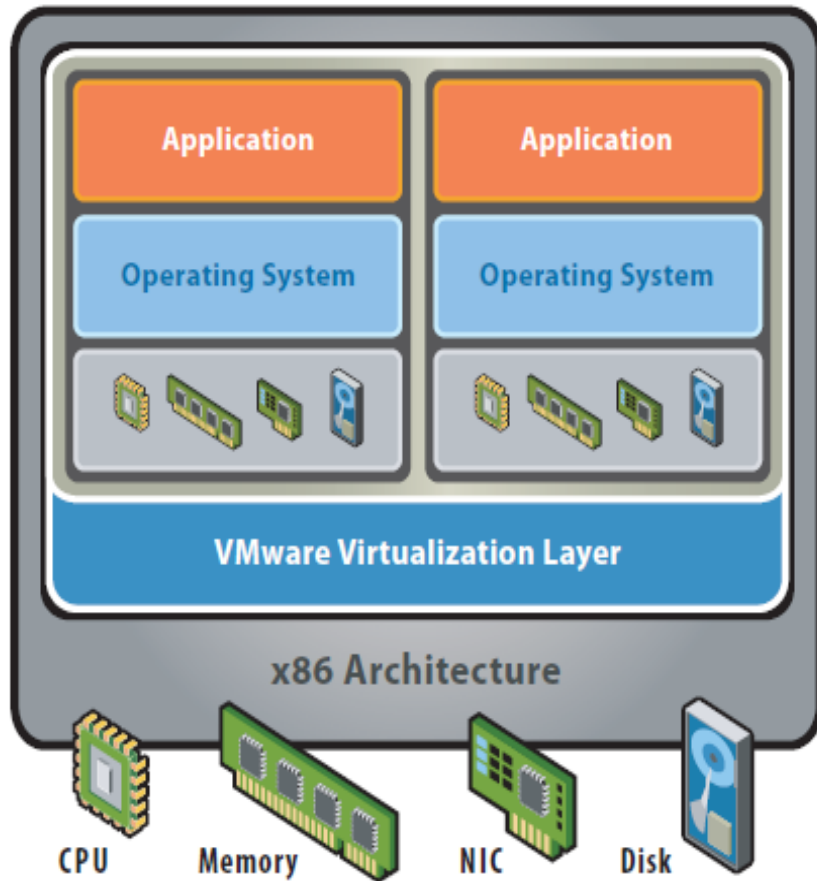 Application
Application
Operating System
Operating System
VMware Virtualization Layer
x86 Architecture
CPU
Memory
NIC
Disk